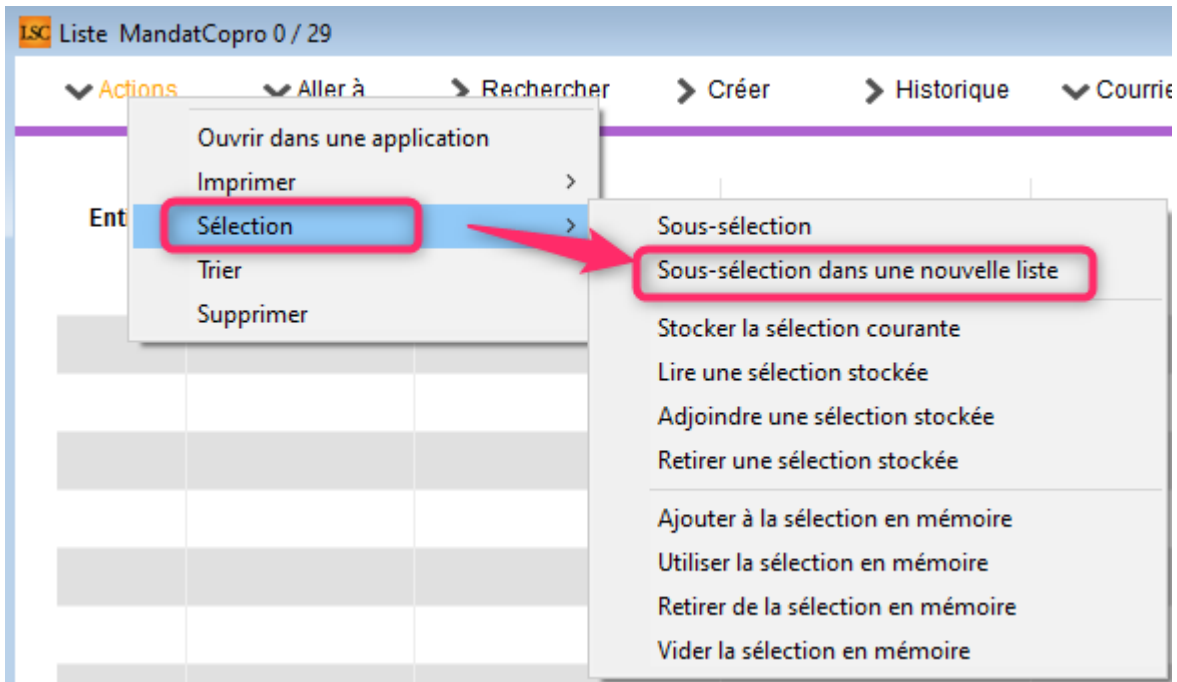 LSC Liste MandatCopro 0 / 29
Actions Aller à Rechercher Créer Historique Courrie
Ouvrir dans une application
Imprimer
Enti
Sélection
Trier
Supprimer
Sous-sélection
Sous-sélection dans une nouvelle liste
Stocker la sélection courante
Lire une sélection stockée
Adjoindre une sélection stockée
Retirer une sélection stockée
Ajouter à la sélection en mémoire
Utiliser la sélection en mémoire
Retirer de la sélection en mémoire
Vider la sélection en mémoire